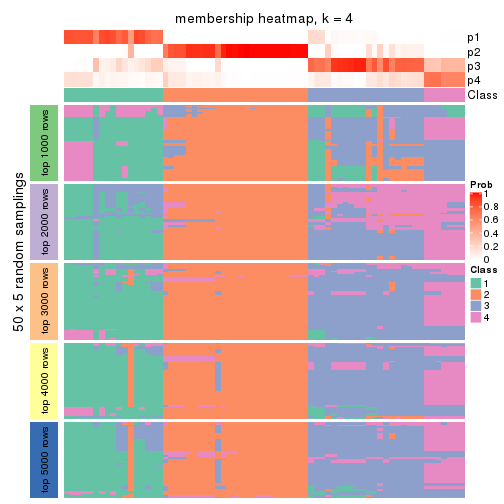 membership heatmap, k = 4
p1
p2
p3
p4
Class
50 x 5 random samplings
top 1000 rows
top 2000 rows
top 3000 rows
top 4000 rows
top 5000 rows
Prob
1
0.8
0.6
0.4
0.2
0
Class
1
2
3
4